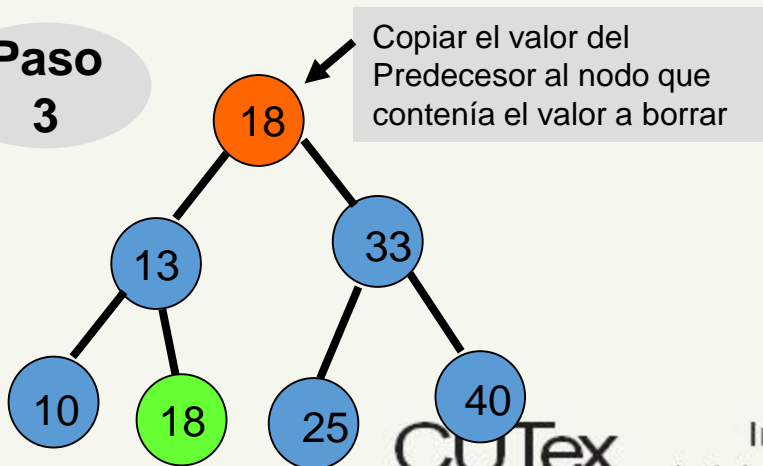 Paso
3
Copiar el valor del
Predecesor al nodo que
contenía el valor a borrar
18
13
33
10
18
25
40
CUTex